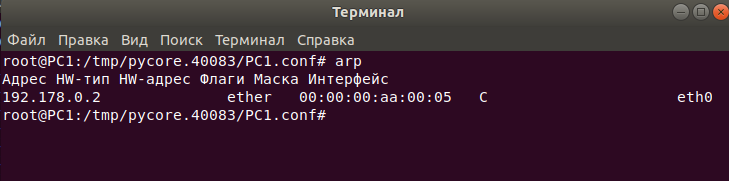 Терминал
Файл Правка Вид Поиск Терминал Справка
root@PC1:/tmp/pycore.40083/PC1.conf# arp
Адрес HW-тип HW-адрес Флаги Маска Интерфейс
192.178.0.2 ether 00:00:00:aa:00:05 C eth0
root@PC1:/tmp/pycore.40083/PC1.conf#